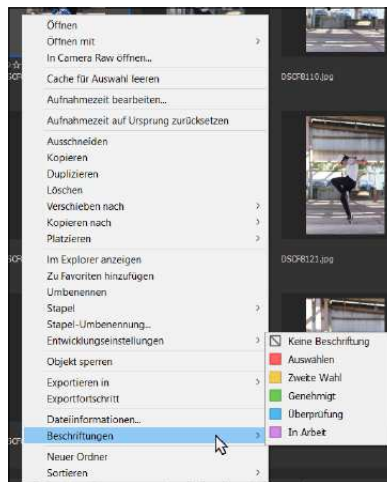 Öffnen
Öffnen mit
In Camera Raw öffnen...
Cache für Auswahl leeren
Aufnahmezeit bearbeiten...
Aufnahmezeit auf Ursprung zurücksetzen
Ausschneiden
Kopieren
Duplizieren
Löschen
Verschieben nach
Kopieren nach
Platzieren
Im Explorer anzeigen
Zu Favoriten hinzufügen
Umbenennen
Stapel
Stapel-Umbenennung...
Entwicklungseinstellungen
Objekt sperren
Exportieren in
Exportfortschritt
Dateiinformationen...
Beschriftungen
Neuer Ordner
Sortieren
Keine Beschriftung
Auswählen
Zweite Wahl
Genehmigt
Überprüfung
In Arbeit
DSCF8110.jpg
DSCF8121.jpg